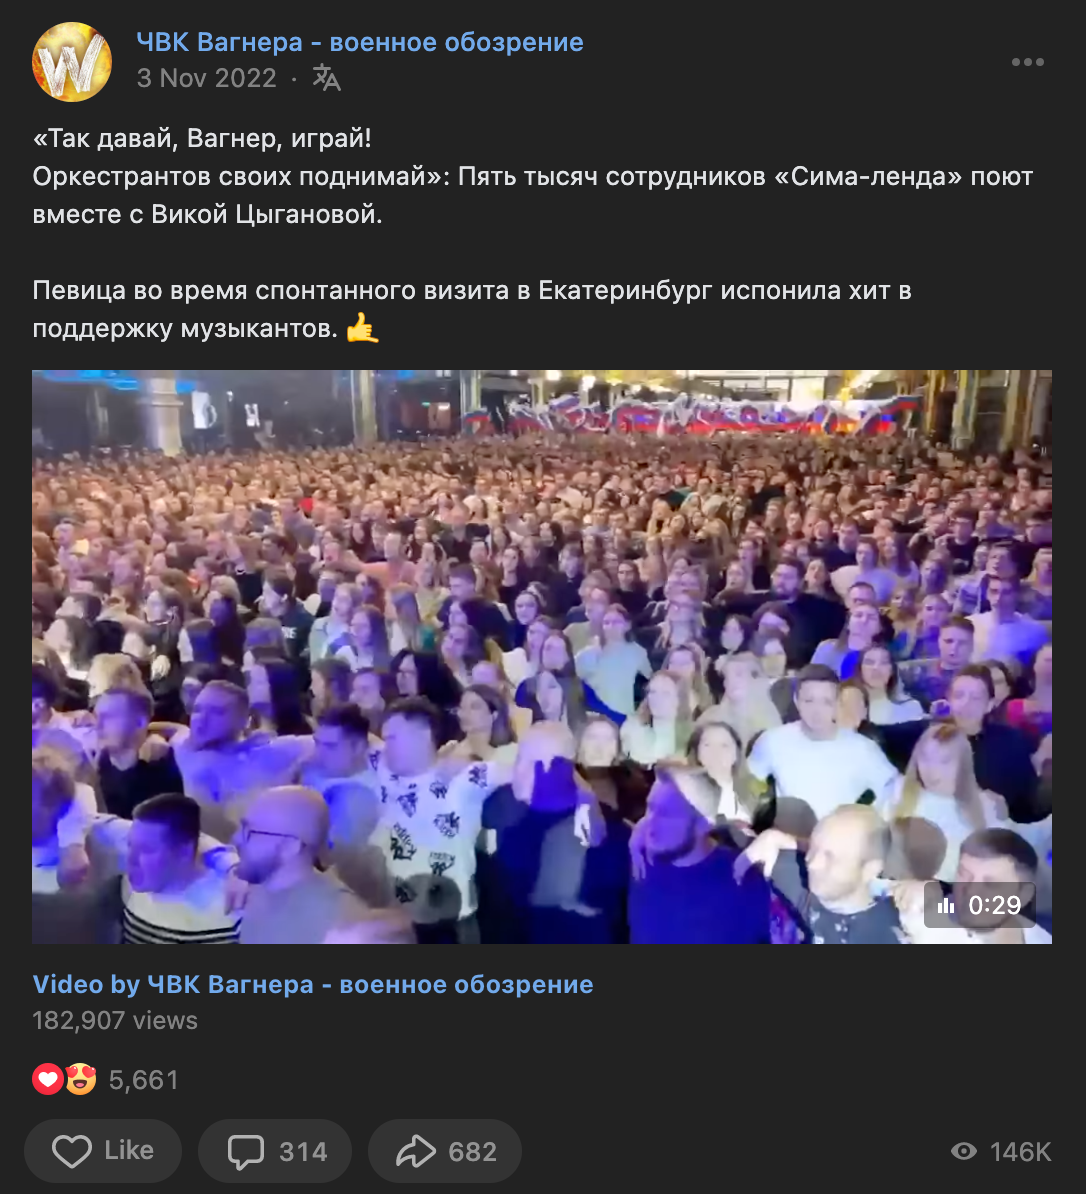 W
ЧВК Вагнера - военное обозрение
3 Nov 2022 ·
«Так давай, Вагнер, играй!
Оркестрантов своих поднимай»: Пять тысяч сотрудников «Сима-ленда» поют
вместе с Викой Цыгановой.
Певица во время спонтанного визита в Екатеринбург испонила хит в
поддержку музыкантов.
0:29
Video by ЧВК Вагнера - военное обозрение
182,907 views
5,661
Like
314
682
146K